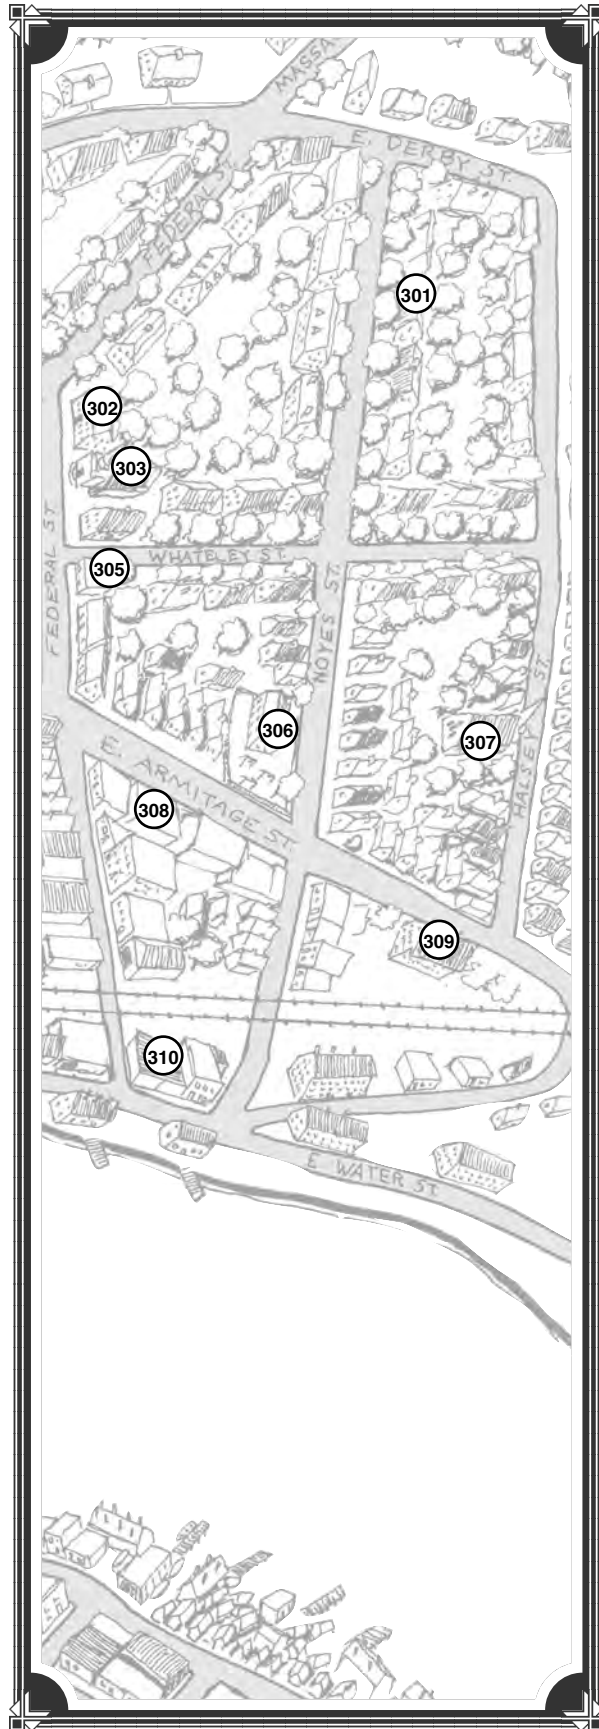 MASSA
E. DERBY ST.
FEDERAL ST.
301
302
303
FEDERAL ST
WHATELEY ST.
305
NOYES ST.
306
307
HALSEY ST.
E. ARMITAGE ST.
308
309
310
E. WATER ST.